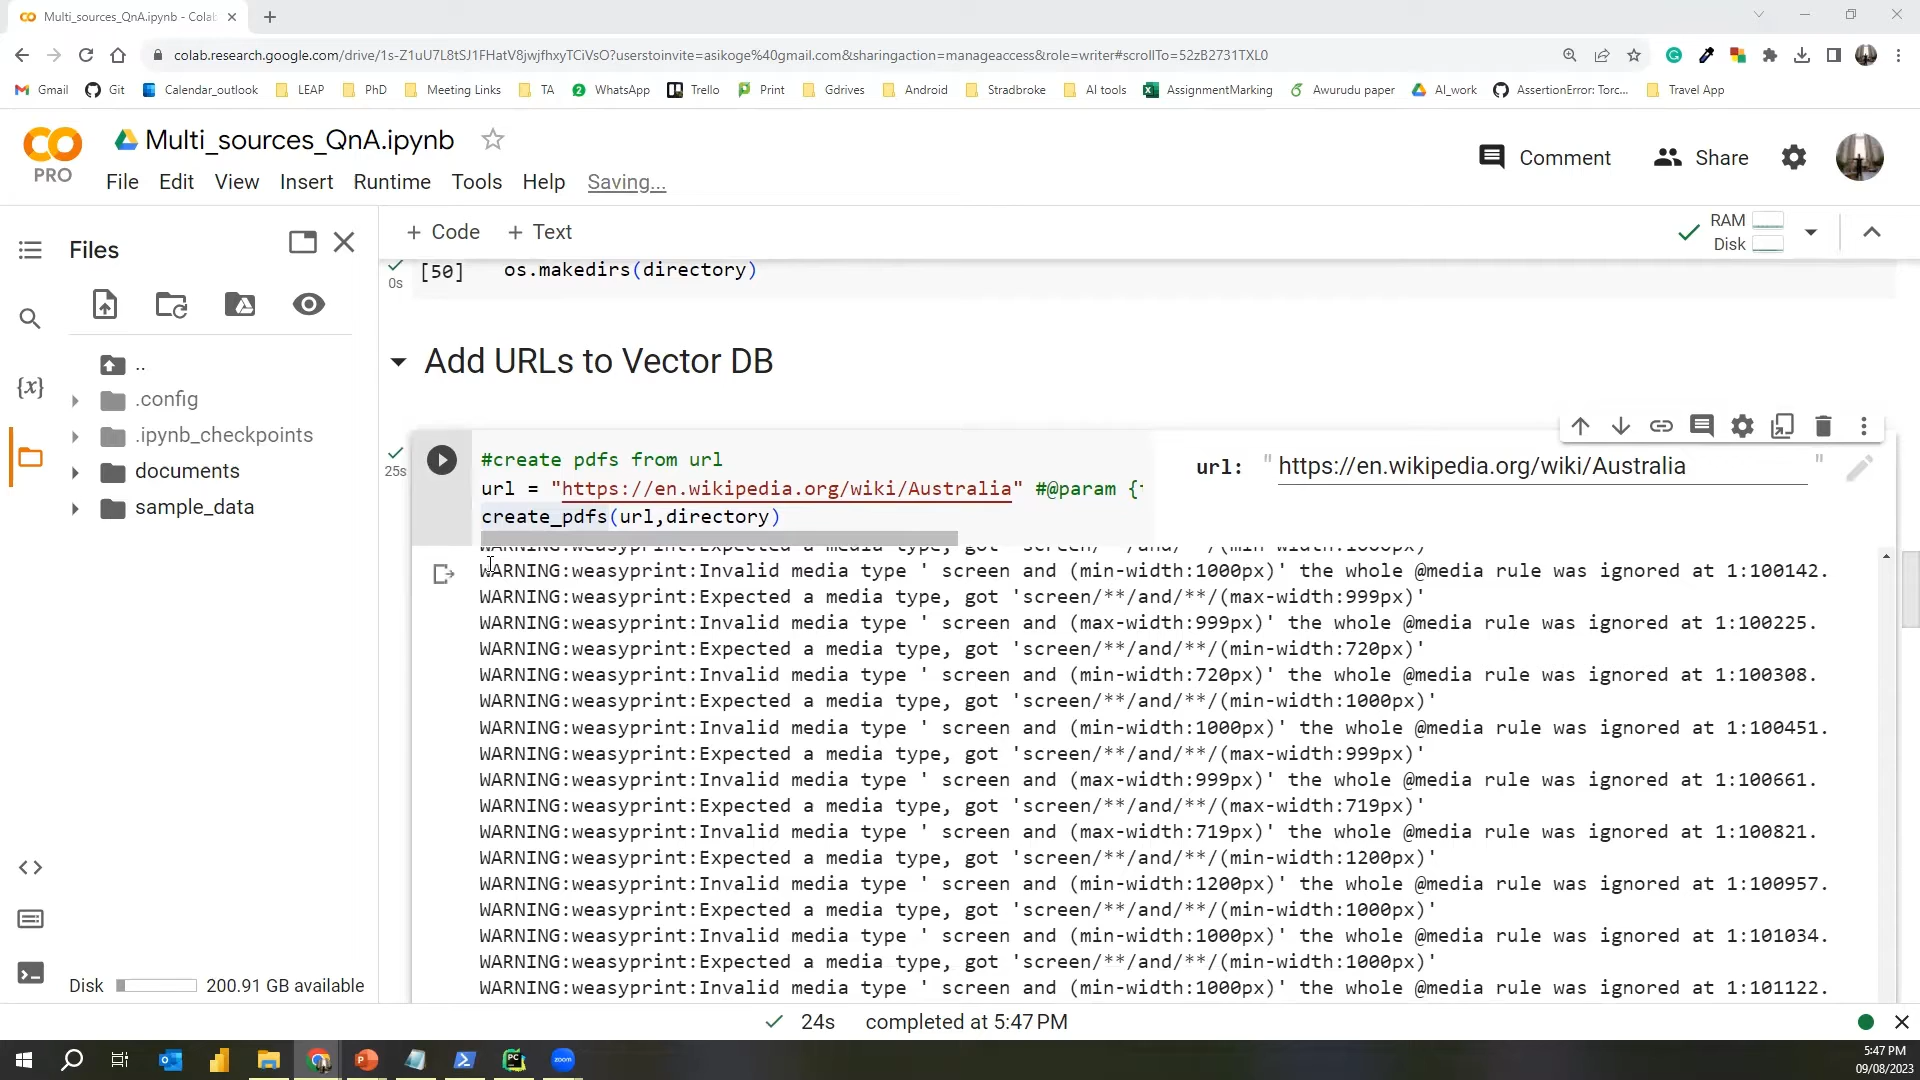 Multi_sources_QnA.ipynb - Colab
colab.research.google.com/drive/1s-Z1uU7L8tSJ1FHatV8jwjfhxyTCiVsO?userstoinvite=asikoge%40gmail.com&sharingaction=manageaccess&role=writer#scrollTo=52zB2731TXL0
Gmail Git Calendar_outlook LEAP PhD Meeting Links TA WhatsApp Trello Print Gdrives Android Stradbroke AI tools AssignmentMarking Awurudu paper AI_work AssertionError: Torc... Travel App
Multi_sources_QnA.ipynb
PRO
Comment Share
File Edit View Insert Runtime Tools Help Saving...
Files
+ Code + Text
RAM
Disk
[50] os.makedirs(directory)
0s
..
.config
.ipynb_checkpoints
documents
sample_data
Add URLs to Vector DB
25s
#create pdfs from url
url = "https://en.wikipedia.org/wiki/Australia" #@param {
create_pdfs(url,directory)
url: "https://en.wikipedia.org/wiki/Australia"
WARNING:weasyprint:Expected a media type, got 'screen/**/and/**/(min-width:1000px)'
WARNING:weasyprint:Invalid media type ' screen and (min-width:1000px)' the whole @media rule was ignored at 1:100142.
WARNING:weasyprint:Expected a media type, got 'screen/**/and/**/(max-width:999px)'
WARNING:weasyprint:Invalid media type ' screen and (max-width:999px)' the whole @media rule was ignored at 1:100225.
WARNING:weasyprint:Expected a media type, got 'screen/**/and/**/(min-width:720px)'
WARNING:weasyprint:Invalid media type ' screen and (min-width:720px)' the whole @media rule was ignored at 1:100308.
WARNING:weasyprint:Expected a media type, got 'screen/**/and/**/(min-width:1000px)'
WARNING:weasyprint:Invalid media type ' screen and (min-width:1000px)' the whole @media rule was ignored at 1:100451.
WARNING:weasyprint:Expected a media type, got 'screen/**/and/**/(max-width:999px)'
WARNING:weasyprint:Invalid media type ' screen and (max-width:999px)' the whole @media rule was ignored at 1:100661.
WARNING:weasyprint:Expected a media type, got 'screen/**/and/**/(max-width:719px)'
WARNING:weasyprint:Invalid media type ' screen and (max-width:719px)' the whole @media rule was ignored at 1:100821.
WARNING:weasyprint:Expected a media type, got 'screen/**/and/**/(min-width:1200px)'
WARNING:weasyprint:Invalid media type ' screen and (min-width:1200px)' the whole @media rule was ignored at 1:100957.
WARNING:weasyprint:Expected a media type, got 'screen/**/and/**/(min-width:1000px)'
WARNING:weasyprint:Invalid media type ' screen and (min-width:1000px)' the whole @media rule was ignored at 1:101034.
WARNING:weasyprint:Expected a media type, got 'screen/**/and/**/(min-width:1000px)'
WARNING:weasyprint:Invalid media type ' screen and (min-width:1000px)' the whole @media rule was ignored at 1:101122.
Disk 200.91 GB available
24s completed at 5:47 PM
zoom
5:47 PM
09/08/2023